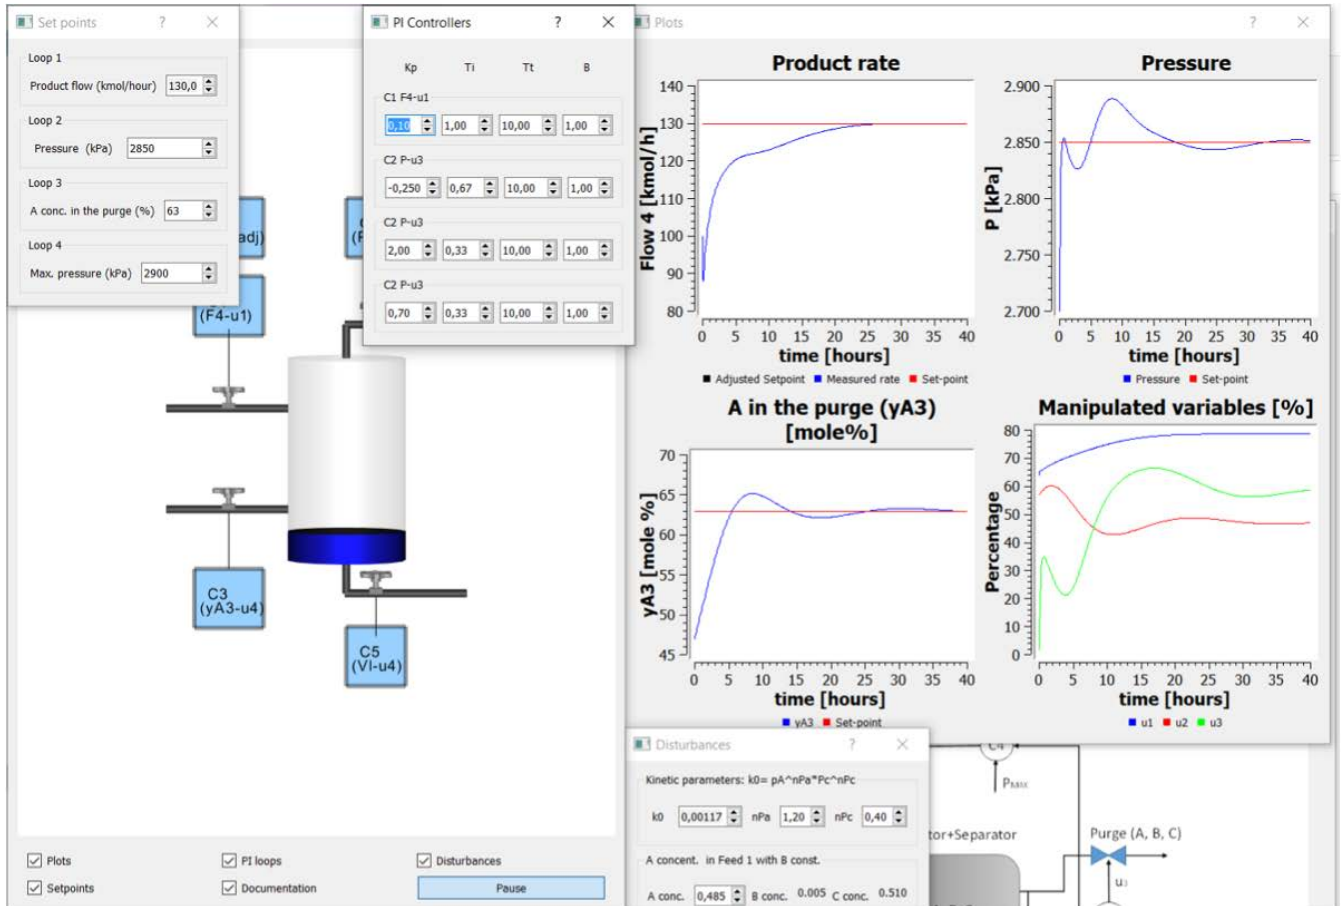 Set points ?
Loop 1
Product flow (kmol/hour) 130,0
Loop 2
Pressure (kPa) 2850
Loop 3
A conc. in the purge (%) 63
Loop 4
Max. pressure (kPa) 2900
PI Controllers ?
Kp Ti Tt B
C1 F4-u1
0,10 1,00 10,00 1,00
C2 P-u3
-0,250 0,67 10,00 1,00
C2 P-u3
2,00 0,33 10,00 1,00
C2 P-u3
0,70 0,33 10,00 1,00
adj)
(F4-u1)
C3
(yA3-u4)
C5
(VI-u4)
Plots
Setpoints
PI loops
Documentation
Disturbances
Pause
Plots ?
Product rate
Flow 4 [kmol/h]
140
130
120
110
100
90
80
0 5 10 15 20 25 30 35 40
time [hours]
Adjusted Setpoint Measured rate Set-point
Pressure
P [kPa]
2.900
2.850
2.800
2.750
2.700
0 5 10 15 20 25 30 35 40
time [hours]
Pressure Set-point
A in the purge (yA3)
[mole%]
yA3 [mole %]
70
65
60
55
50
45
0 5 10 15 20 25 30 35 40
time [hours]
yA3 Set-point
Manipulated variables [%]
Percentage
80
70
60
50
40
30
20
10
0
0 5 10 15 20 25 30 35 40
time [hours]
u1 u2 u3
Disturbances ?
Kinetic parameters: k0= pA^nPa*Pc^nPc
k0 0,00117 nPa 1,20 nPc 0,40
A concent. in Feed 1 with B const.
A conc. 0,485 B conc. 0.005 C conc. 0.510
PMAX
tor+Separator
Purge (A, B, C)
u3